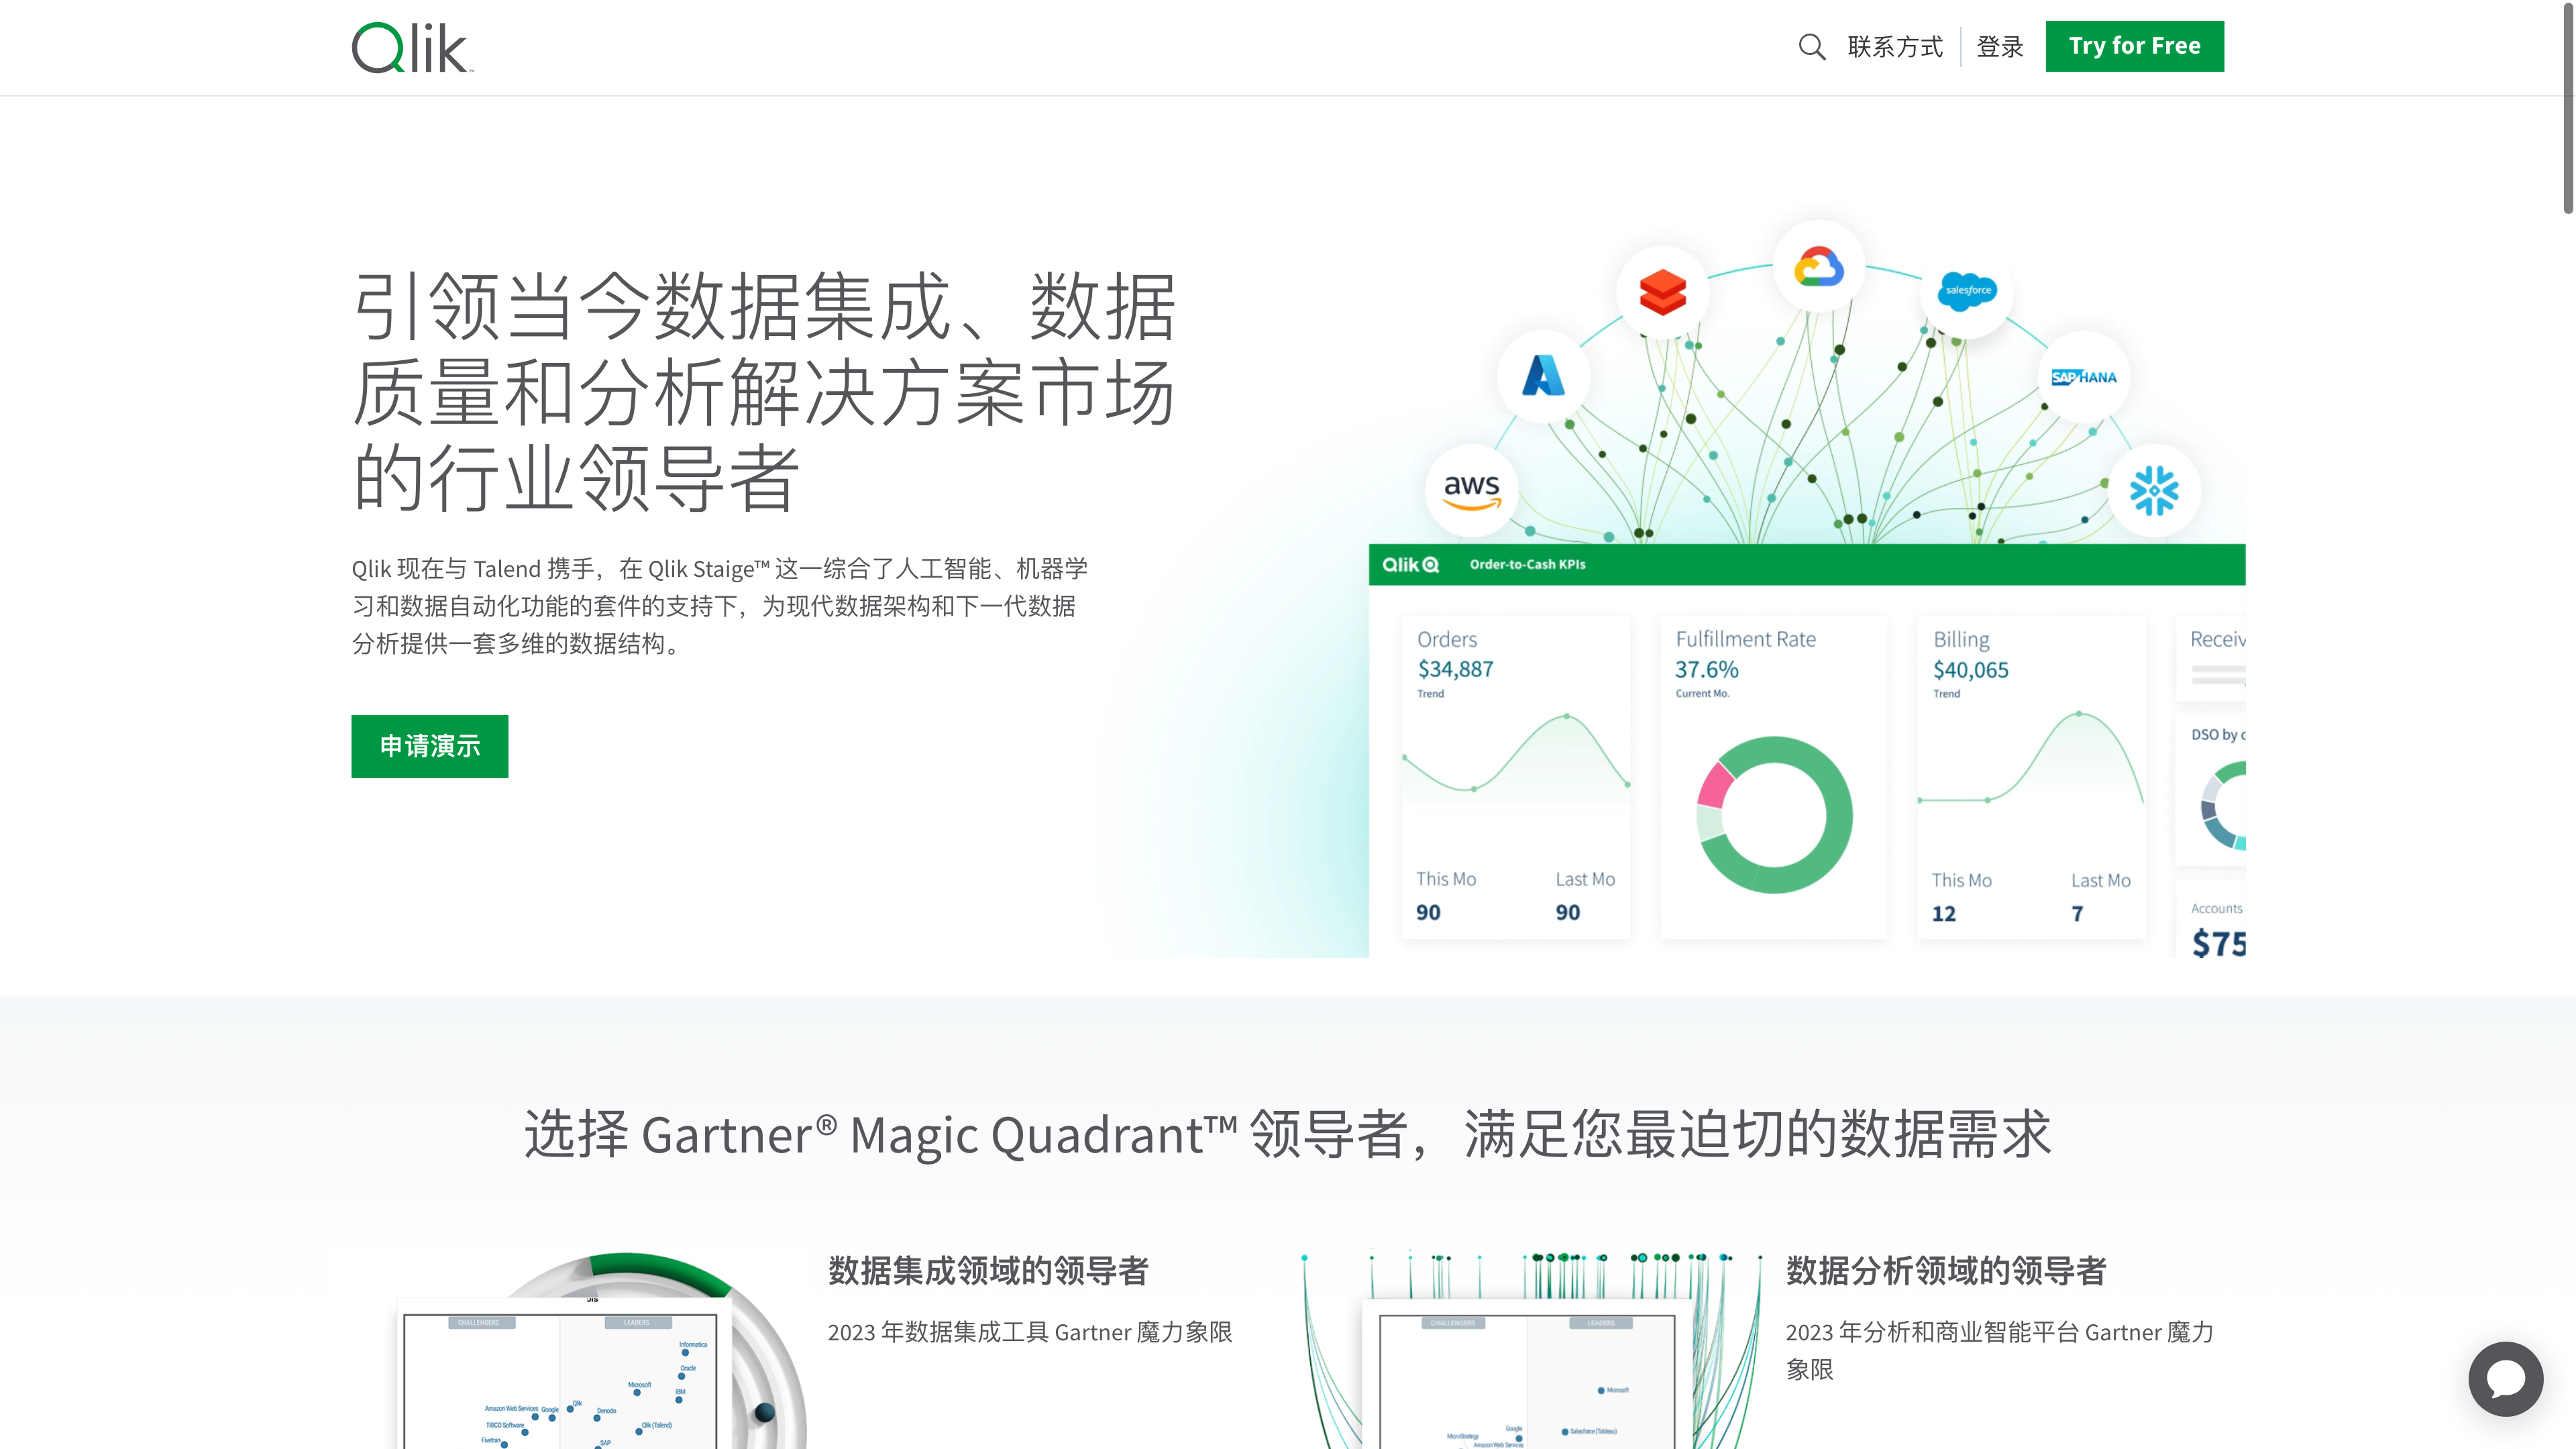 Qlik
联系方式
登录
Try for Free
引领当今数据集成、数据
质量和分析解决方案市场
的行业领导者
Qlik 现在与 Talend 携手，在 Qlik Staige™ 这一综合了人工智能、机器学
习和数据自动化功能的套件的支持下，为现代数据架构和下一代数据
分析提供一套多维的数据结构。
申请演示
salesforce
SAP HANA
aws
Qlik Order-to-Cash KPIs
Orders
$34,887
Trend
This Mo Last Mo
90 90
Fulfillment Rate
37.6%
Current Mo.
Billing
$40,065
Trend
This Mo Last Mo
12 7
Receiv
DSO by c
Accounts
$75
选择 Gartner® Magic Quadrant™ 领导者，满足您最迫切的数据需求
数据集成领域的领导者
2023 年数据集成工具 Gartner 魔力象限
CHALLENGERS LEADERS
Informatica
Oracle
Microsoft
IBM
Qlik
Amazon Web Services Google
Denodo
TIBCO Software
Qlik (Talend)
Fivetran
SAP
数据分析领域的领导者
2023 年分析和商业智能平台 Gartner 魔力
象限
CHALLENGERS LEADERS
Microsoft
Google
Salesforce (Tableau)
MicroStrategy
Amazon Web Services